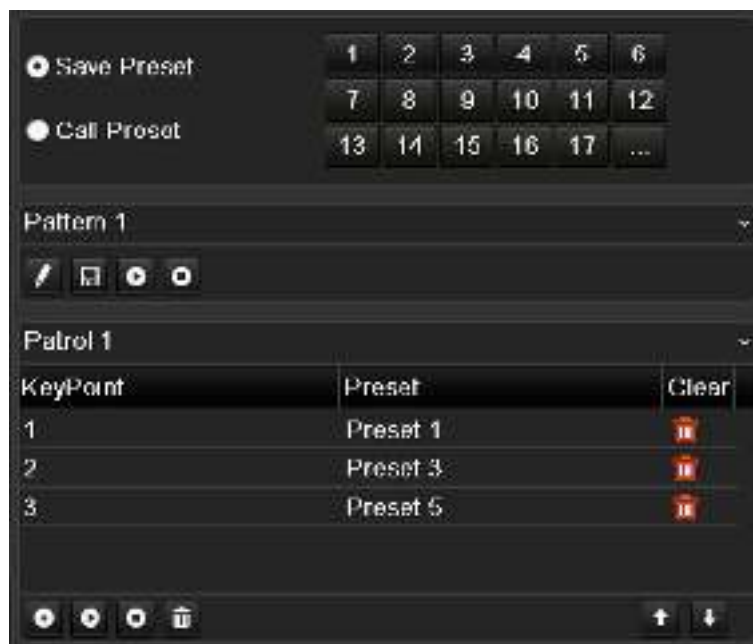 Save Preset
Call Preset
1 2 3 4 5 6
7 8 9 10 11 12
13 14 15 16 17 ...
Pattern 1
Patrol 1
KeyPoint Preset Clear
1 Preset 1
2 Preset 3
3 Preset 5